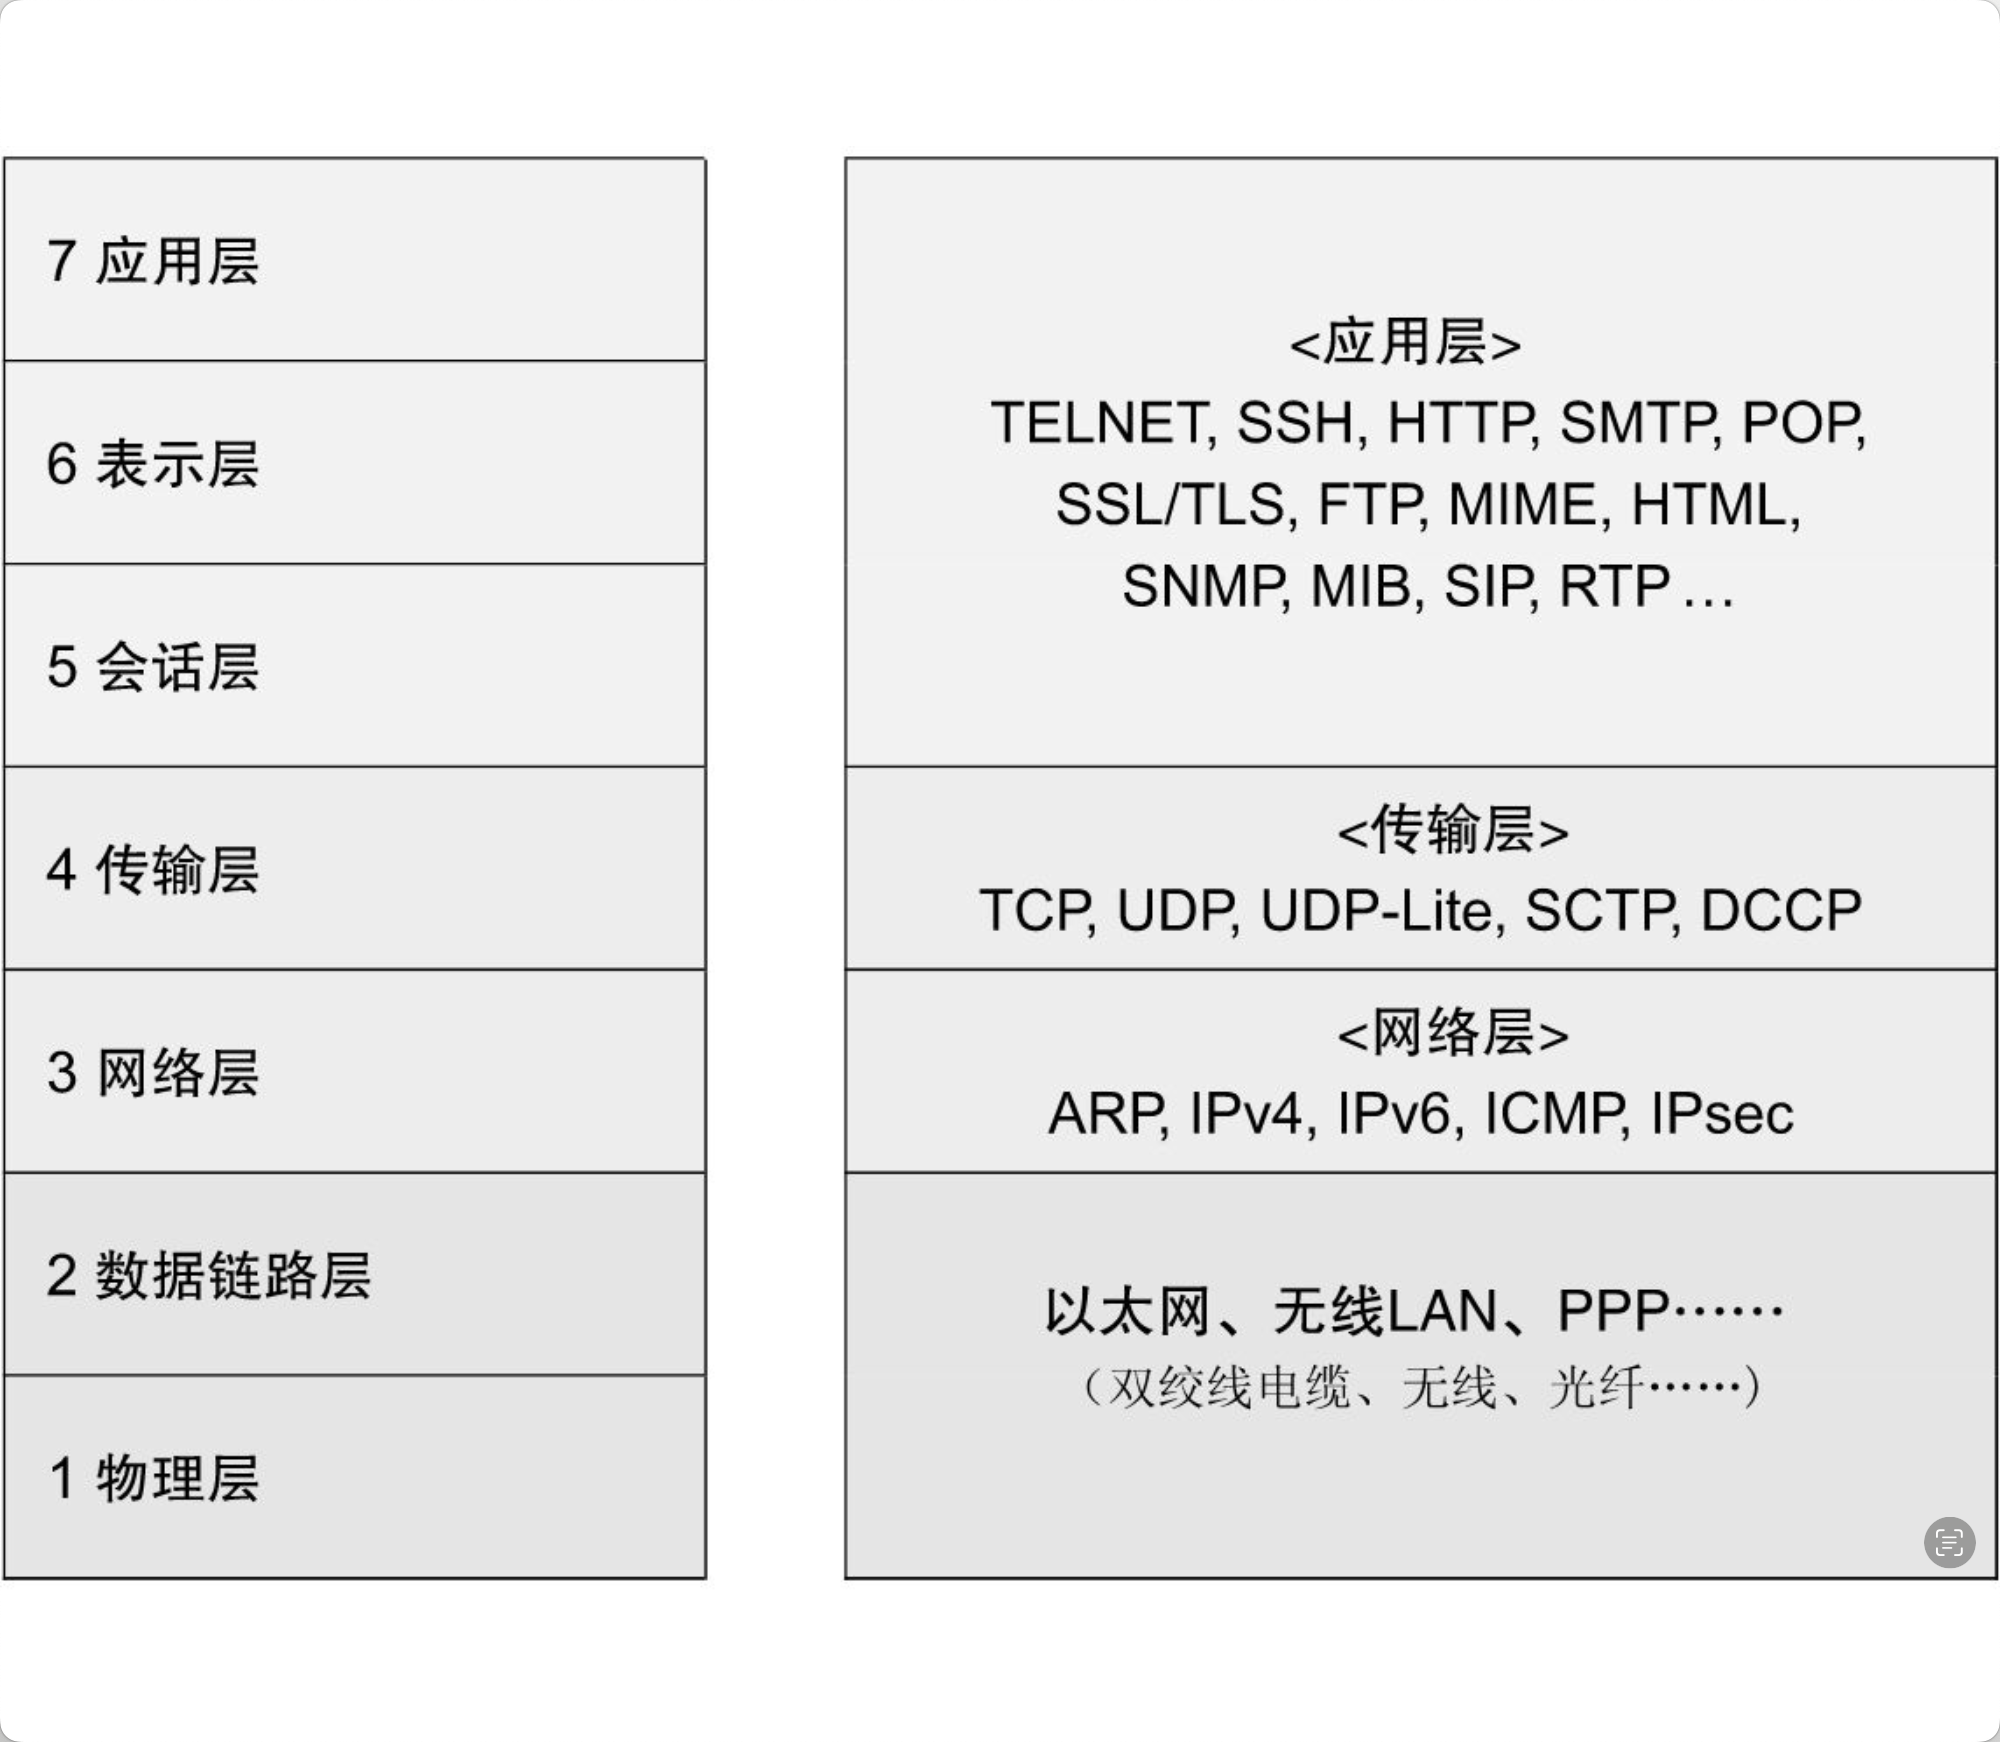 7 应用层
6 表示层
5 会话层
4 传输层
3 网络层
2 数据链路层
1 物理层
<应用层>
TELNET, SSH, HTTP, SMTP, POP,
SSL/TLS, FTP, MIME, HTML,
SNMP, MIB, SIP, RTP …
<传输层>
TCP, UDP, UDP-Lite, SCTP, DCCP
<网络层>
ARP, IPv4, IPv6, ICMP, IPsec
以太网、无线LAN、PPP……
（双绞线电缆、无线、光纤……）